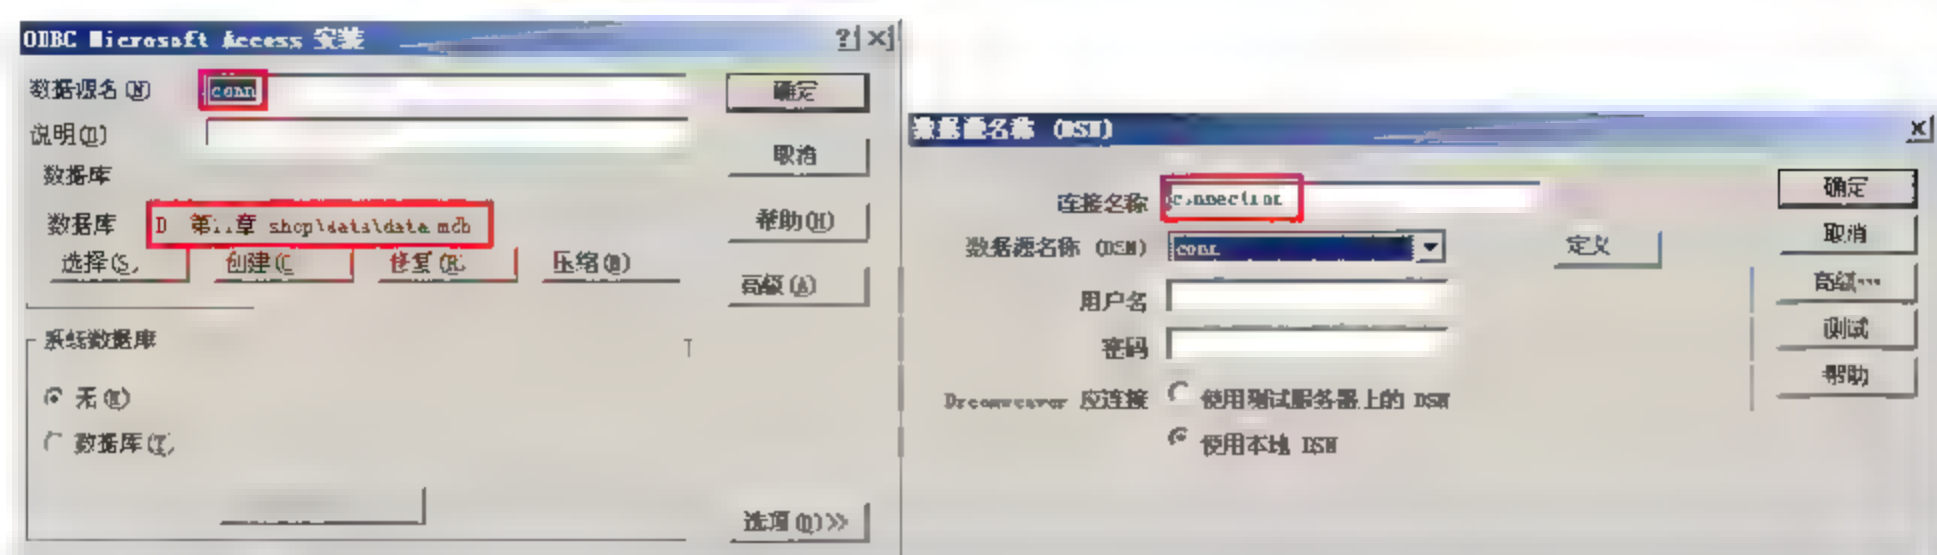 ODBC Microsoft Access 安装
数据源名(N)
conn
确定
说明(D)
取消
数据库
数据库
shop\data\data.mdb
帮助(H)
选择(S)
创建(C)
修复(R)
压缩(M)
高级(A)
系统数据库
无(E)
数据库(T)
选项(O)>>
数据源名称 (DSN)
连接名称
connection
确定
数据源名称 (DSN)
conn
定义
取消
用户名
高级...
密码
测试
Dreamweaver 应连接
使用测试服务器上的 DSN
帮助
使用本地 DSN